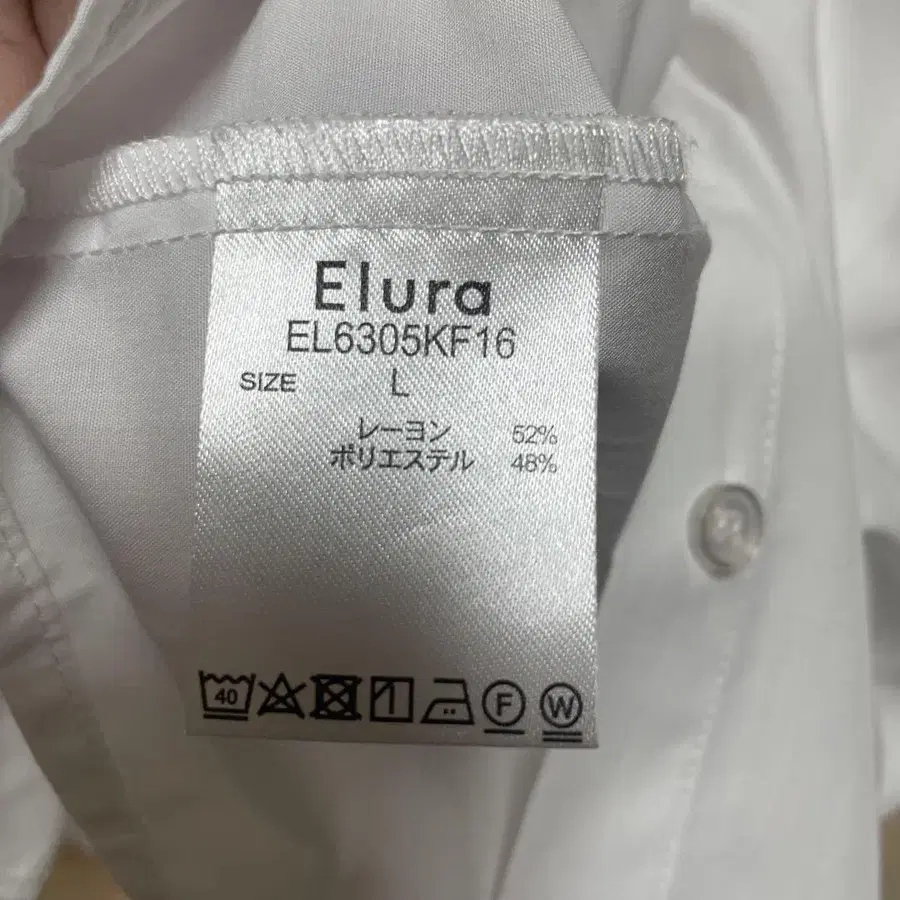 Elura
EL6305KF16
SIZE L
レーヨン 52%
ポリエステル 48%
40 F W